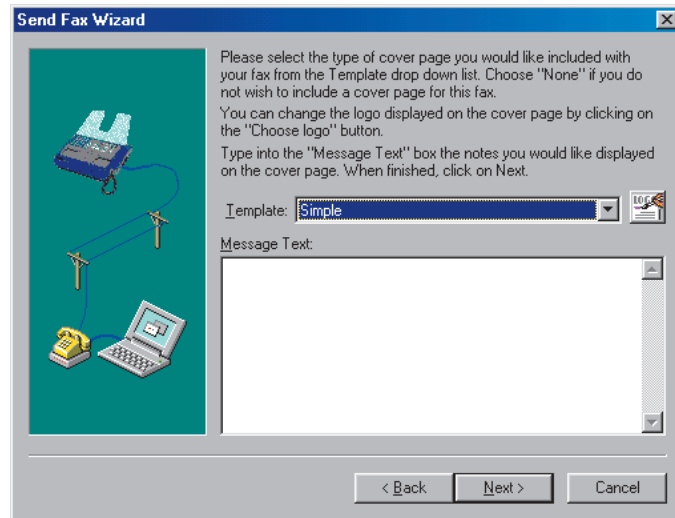 Send Fax Wizard
Please select the type of cover page you would like included with
your fax from the Template drop down list. Choose "None" if you do
not wish to include a cover page for this fax.
You can change the logo displayed on the cover page by clicking on
the "Choose logo" button.
Type into the "Message Text" box the notes you would like displayed
on the cover page. When finished, click on Next.
Template: Simple
LOGO
Message Text:
< Back Next > Cancel